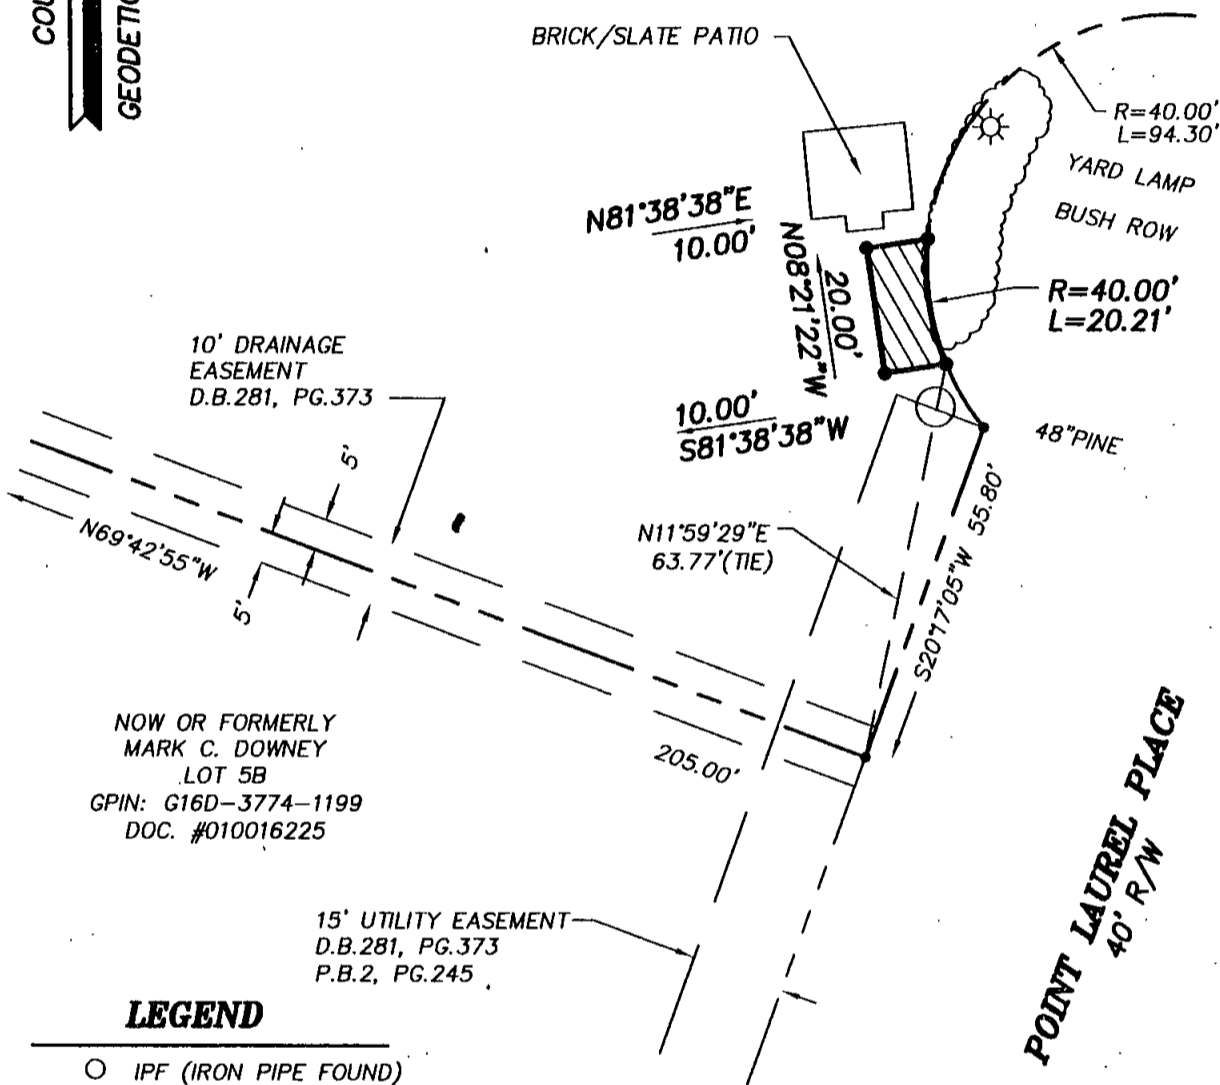 COU
GEODETIC
BRICK/SLATE PATIO
R=40.00'
L=94.30'
YARD LAMP
BUSH ROW
N81°38'38"E
10.00'
N08°21'22"W
20.00'
R=40.00'
L=20.21'
10' DRAINAGE
EASEMENT
D.B.281, PG.373
10.00'
S81°38'38"W
48"PINE
5'
N69°42'55"W
5'
N11°59'29"E
63.77'(TIE)
S20°17'05"W 55.80'
205.00'
NOW OR FORMERLY
MARK C. DOWNEY
LOT 5B
GPIN: G16D-3774-1199
DOC. #010016225
POINT LAUREL PLACE
40' R/W
15' UTILITY EASEMENT
D.B.281, PG.373
P.B.2, PG.245
LEGEND
IPF (IRON PIPE FOUND)